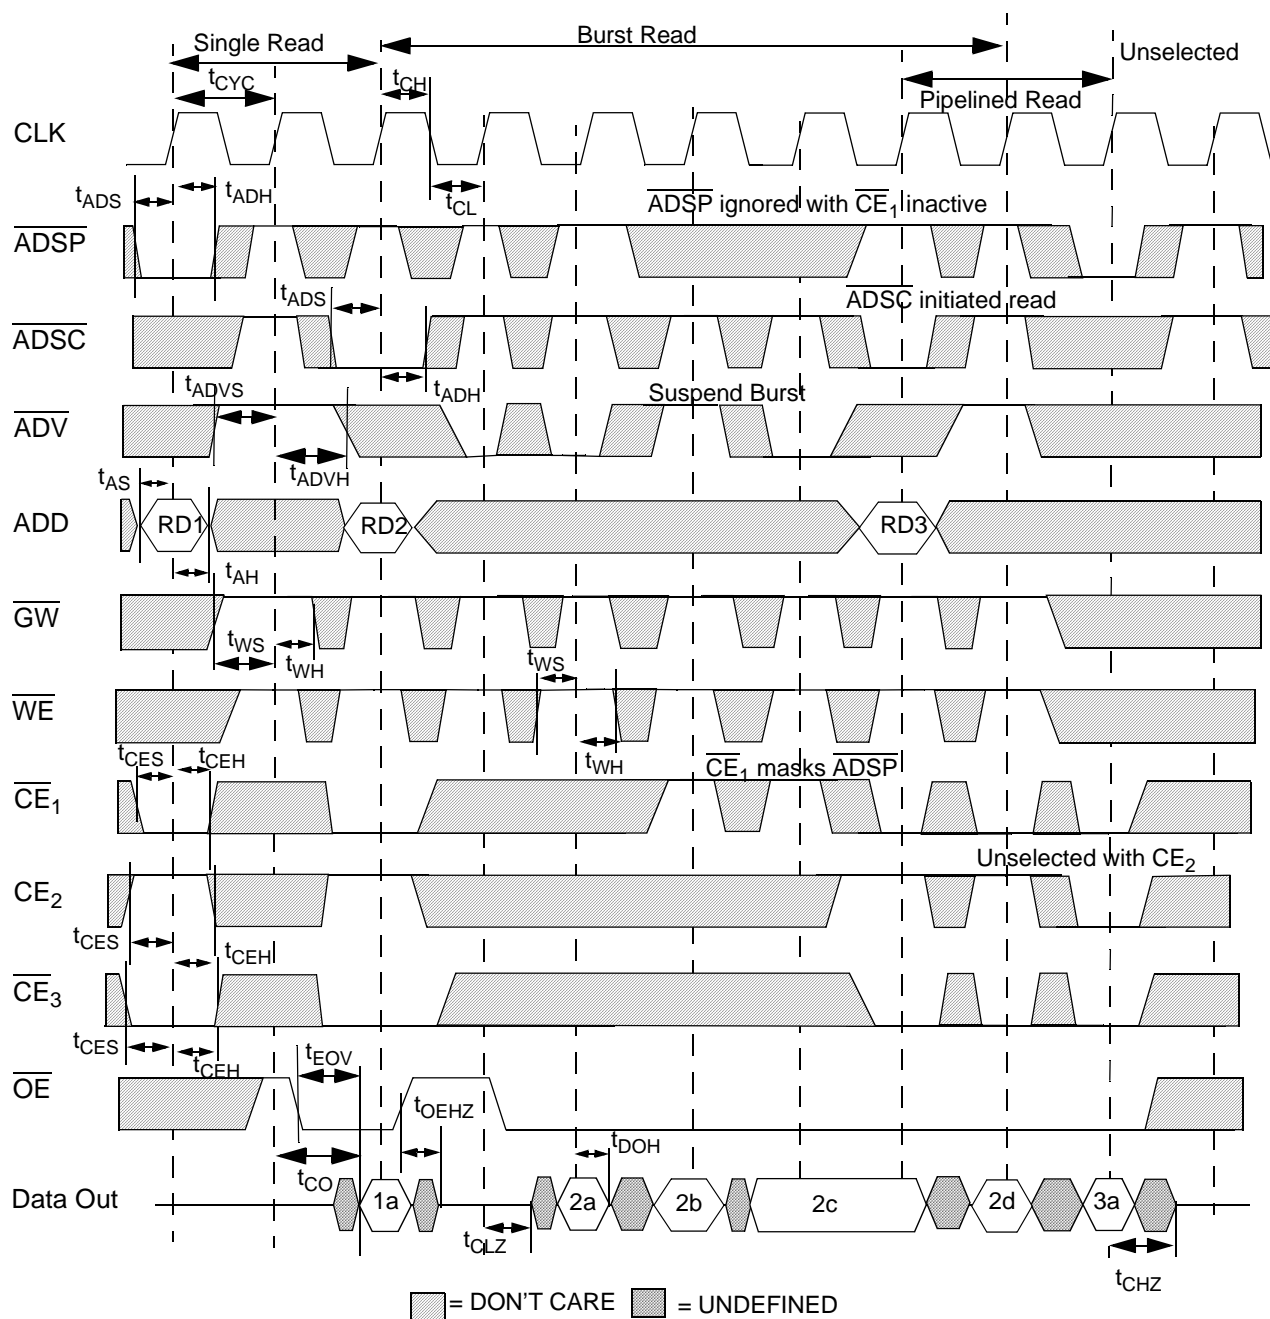 Single Read
Burst Read
Unselected
tCYC
tCH
Pipelined Read
CLK
tADS
tADH
tCL
ADSP ignored with CE1 inactive
ADSP
tADS
ADSC initiated read
ADSC
tADVS
tADH
Suspend Burst
ADV
tADVH
tAS
ADD
RD1
RD2
RD3
tAH
GW
tWS
tWH
tWS
WE
tCES
tCEH
tWH
CE1 masks ADSP
CE1
Unselected with CE2
CE2
tCES
tCEH
CE3
tCES
tCEH
tEOV
OE
tOEHZ
tDOH
tCO
Data Out
1a
2a
2b
2c
2d
3a
tCLZ
tCHZ
= DON'T CARE
= UNDEFINED